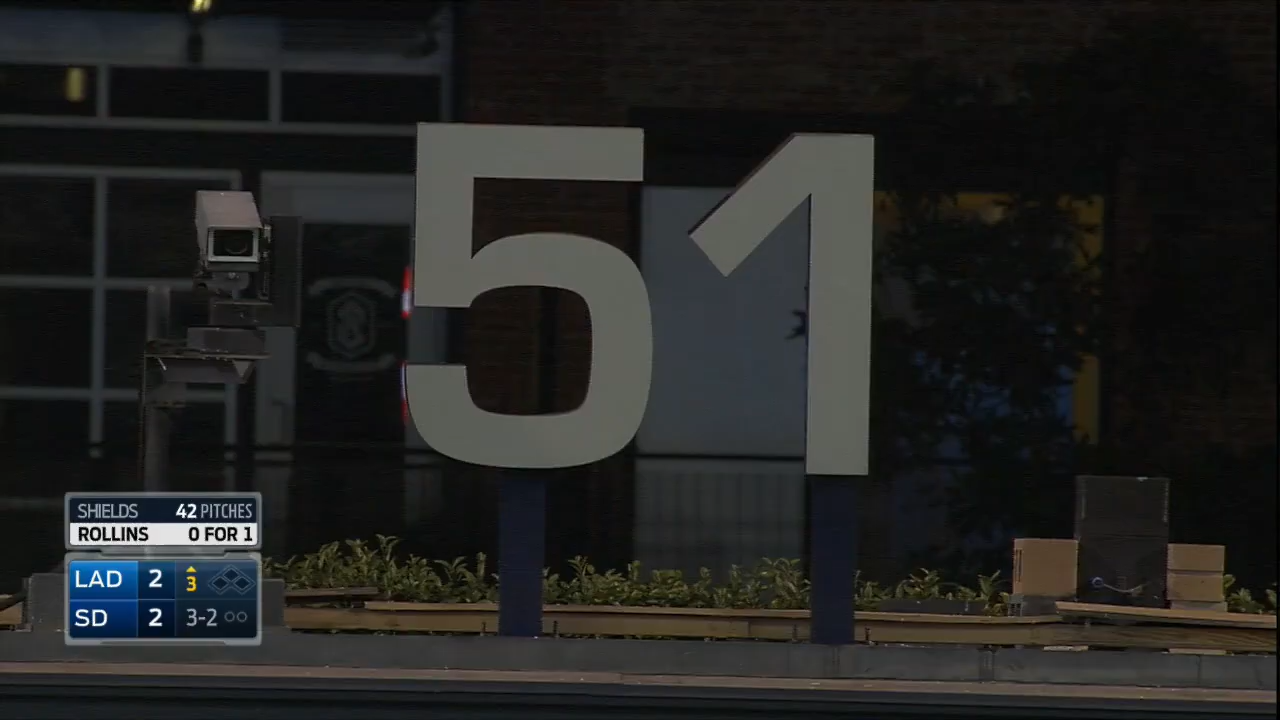 51
SHIELDS 42 PITCHES
ROLLINS 0 FOR 1
LAD 2 3
SD 2 3-2